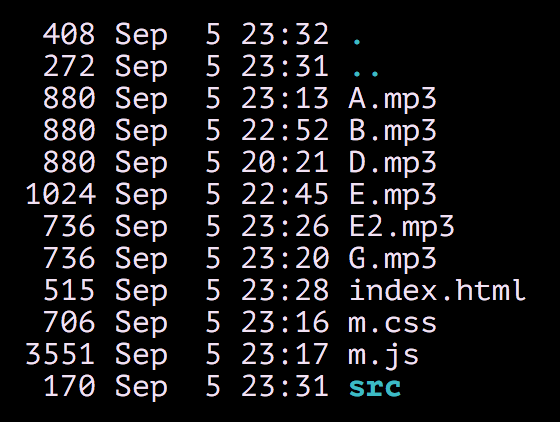 408 Sep  5 23:32 .
272 Sep  5 23:31 ..
880 Sep  5 23:13 A.mp3
880 Sep  5 22:52 B.mp3
880 Sep  5 20:21 D.mp3
1024 Sep  5 22:45 E.mp3
736 Sep  5 23:26 E2.mp3
736 Sep  5 23:20 G.mp3
515 Sep  5 23:28 index.html
706 Sep  5 23:16 m.css
3551 Sep  5 23:17 m.js
170 Sep  5 23:31 src